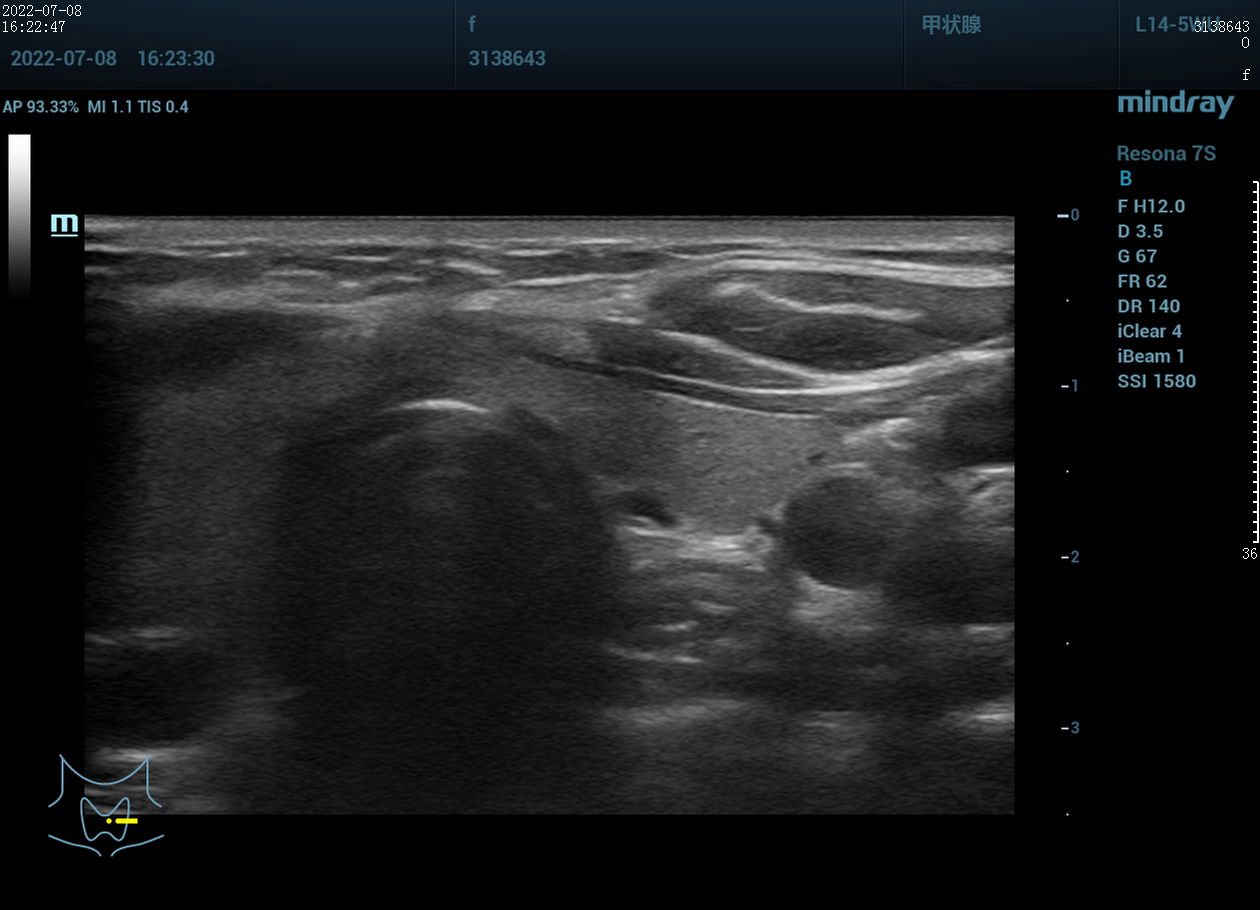 2022-07-08
16:22:47
f
甲状腺
L14-5WU
3138643
0
f
2022-07-08 16:23:30
3138643
AP 93.33% MI 1.1 TIS 0.4
mindray
Resona 7S
B
m
F H12.0
D 3.5
G 67
FR 62
DR 140
iClear 4
iBeam 1
SSI 1580
0
1
2
3
36